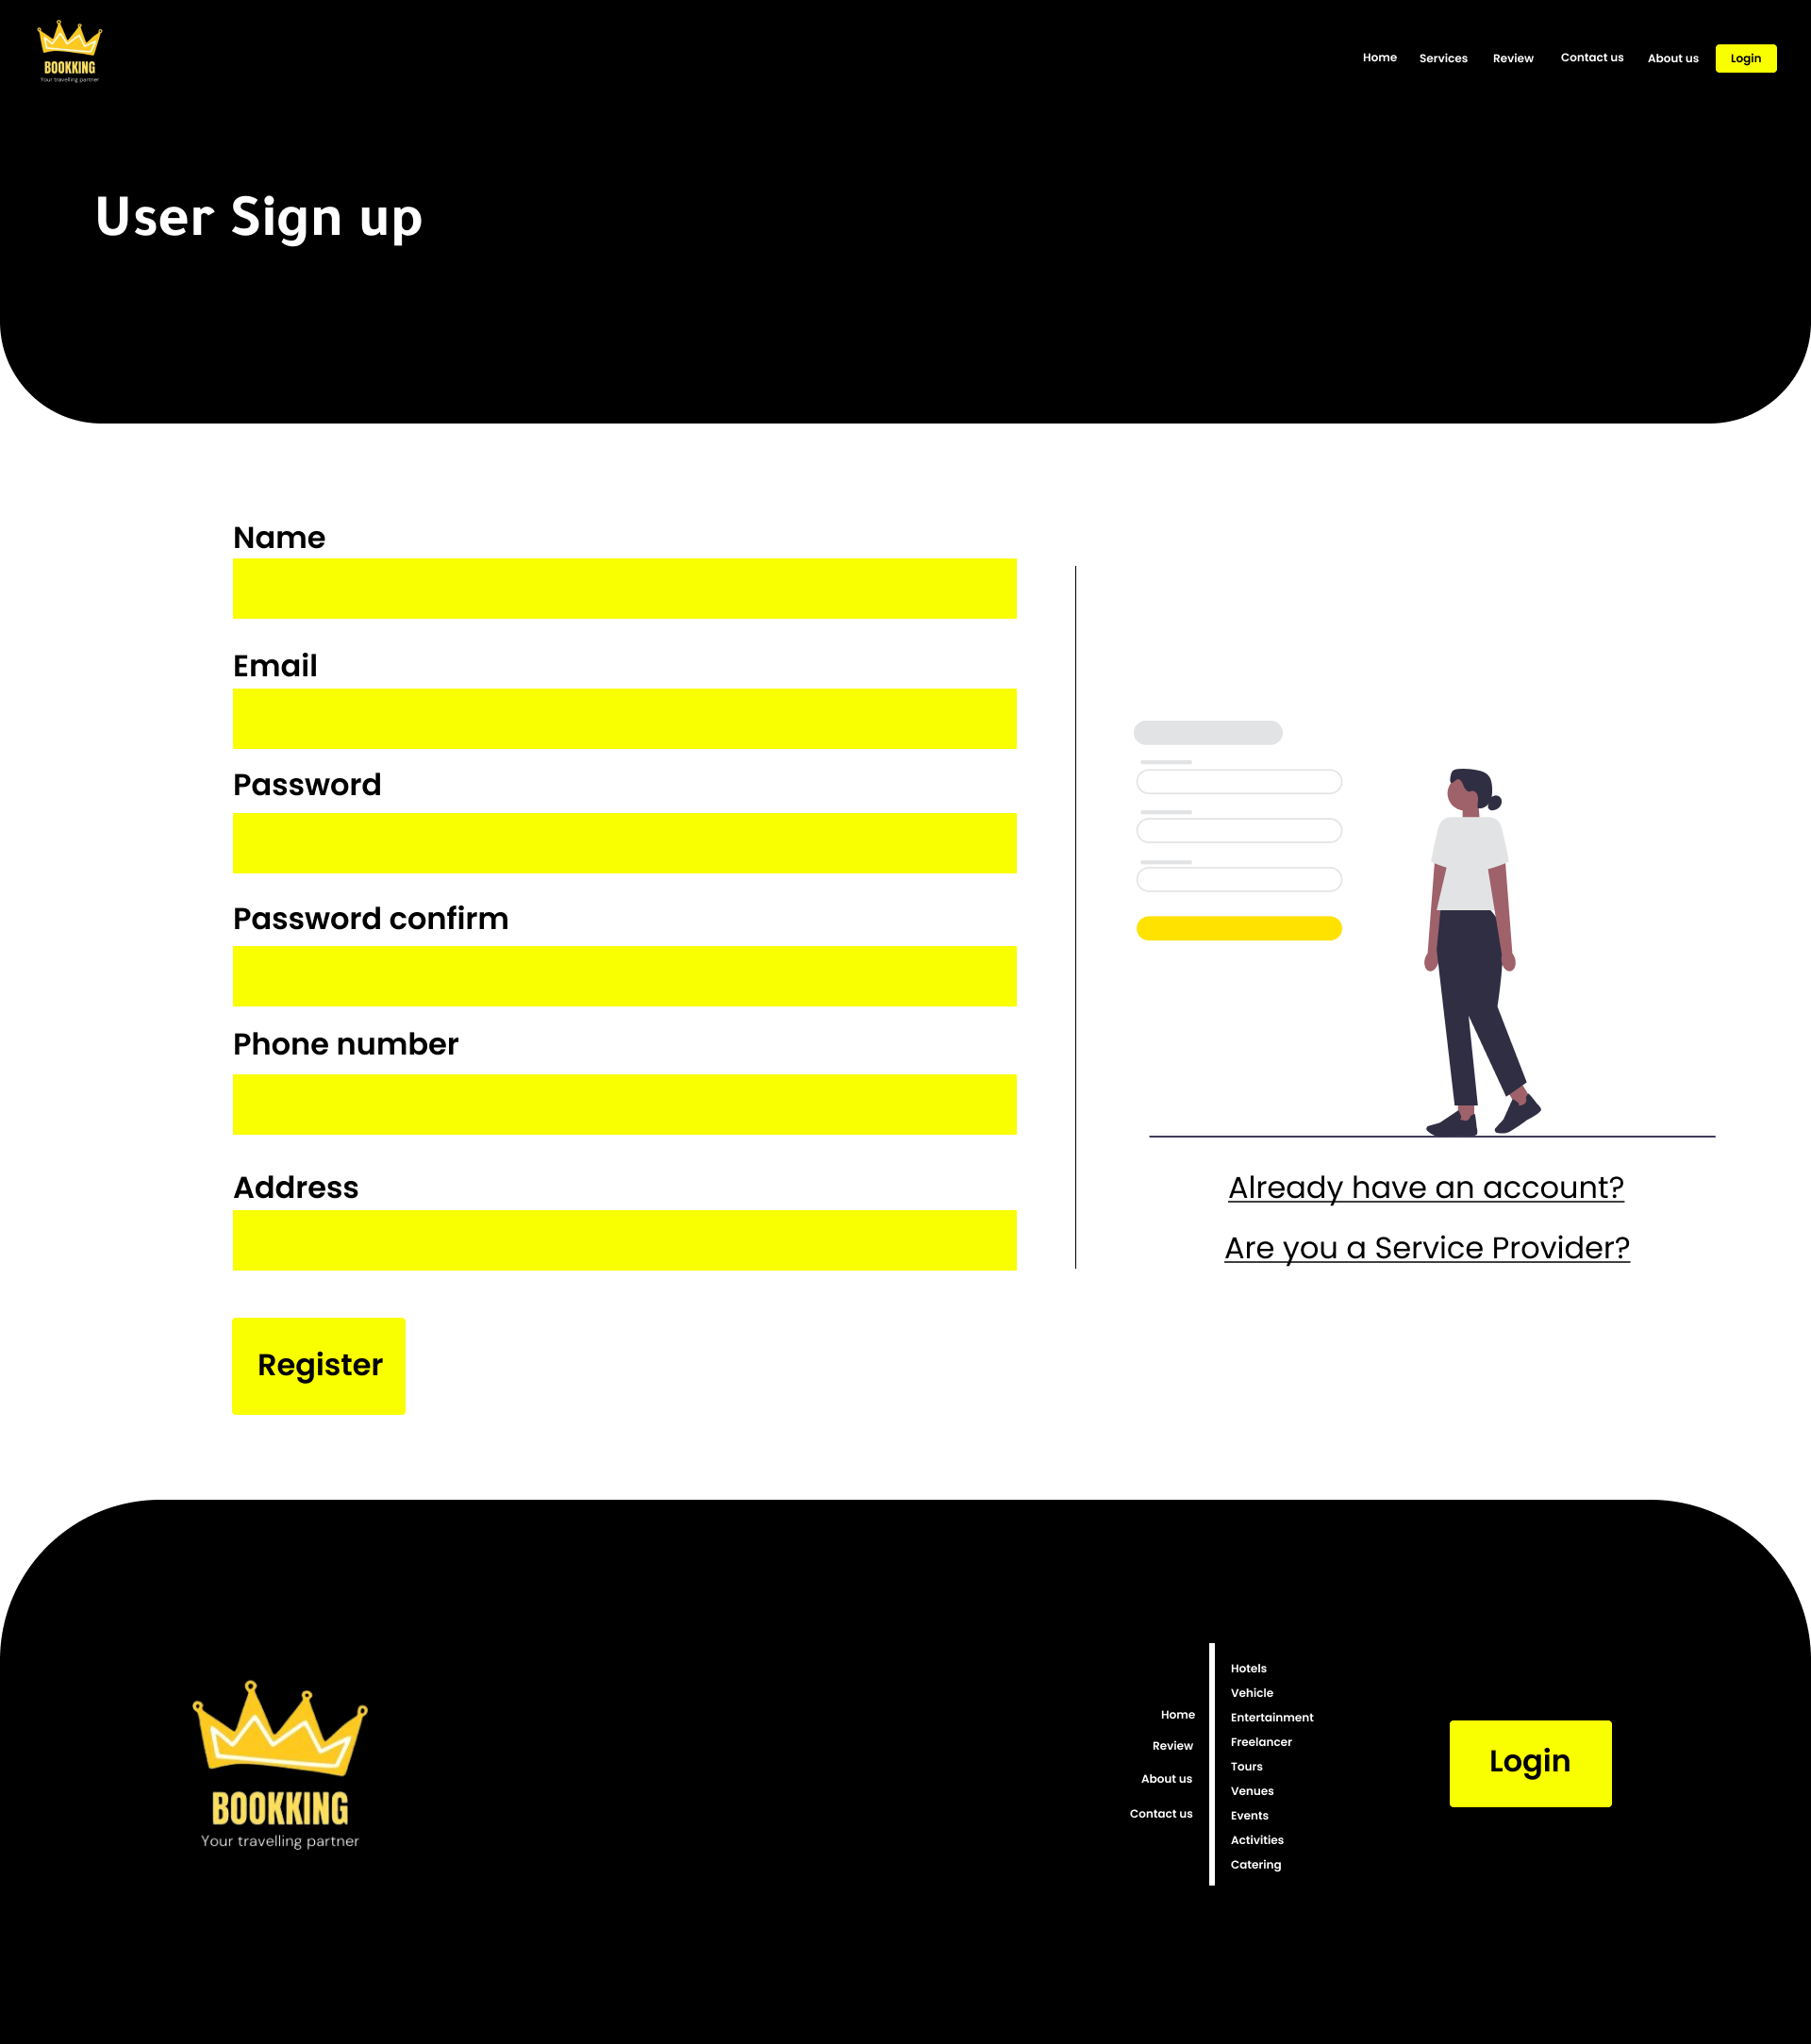 BOOKKING
Your travelling partner
Home Services Review Contact us About us Login
User Sign up
Name
Email
Password
Password confirm
Phone number
Address
Register
Already have an account?
Are you a Service Provider?
BOOKKING
Your travelling partner
Home
Review
About us
Contact us
Hotels
Vehicle
Entertainment
Freelancer
Tours
Venues
Events
Activities
Catering
Login